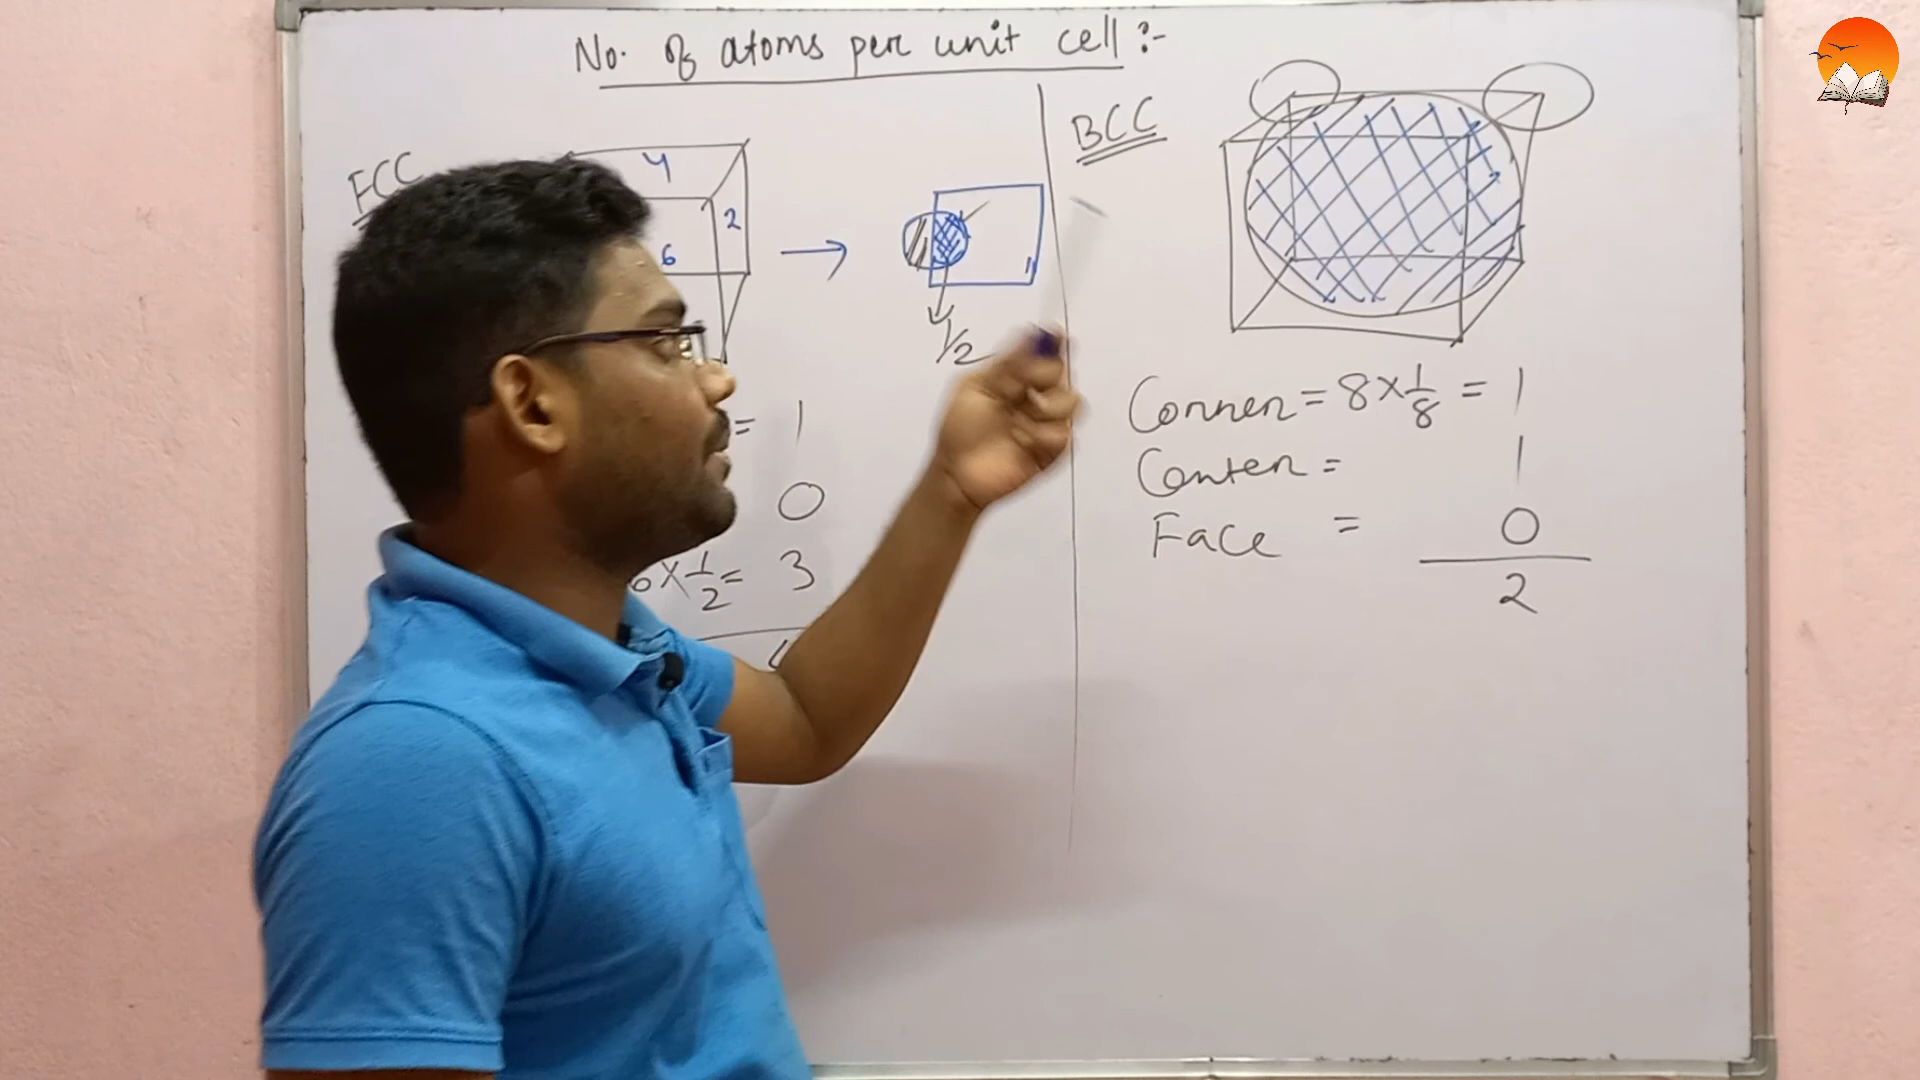 No. of atoms per unit cell :-
FCC
4
2
6
1
1/2
= 1
0
6 × 1/2 = 3
BCC
Corner = 8 × 1/8 = 1
Center = 1
Face = 0
2